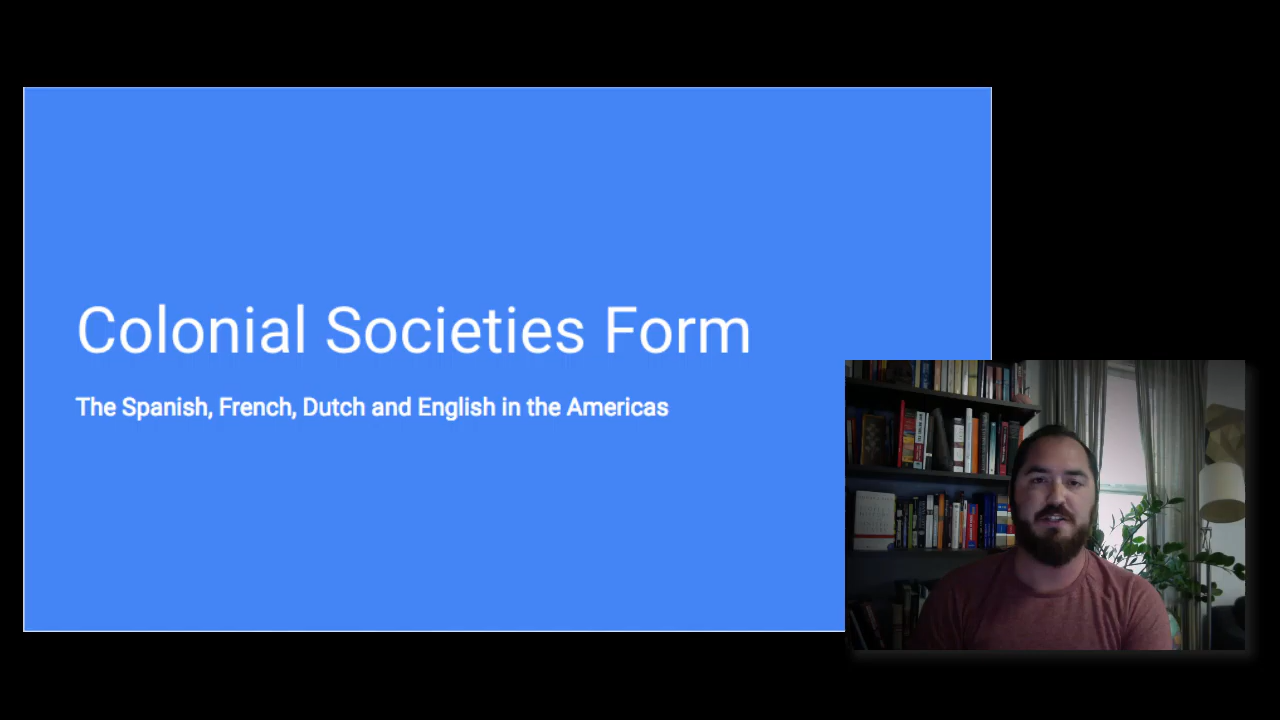 Colonial Societies Form
The Spanish, French, Dutch and English in the Americas